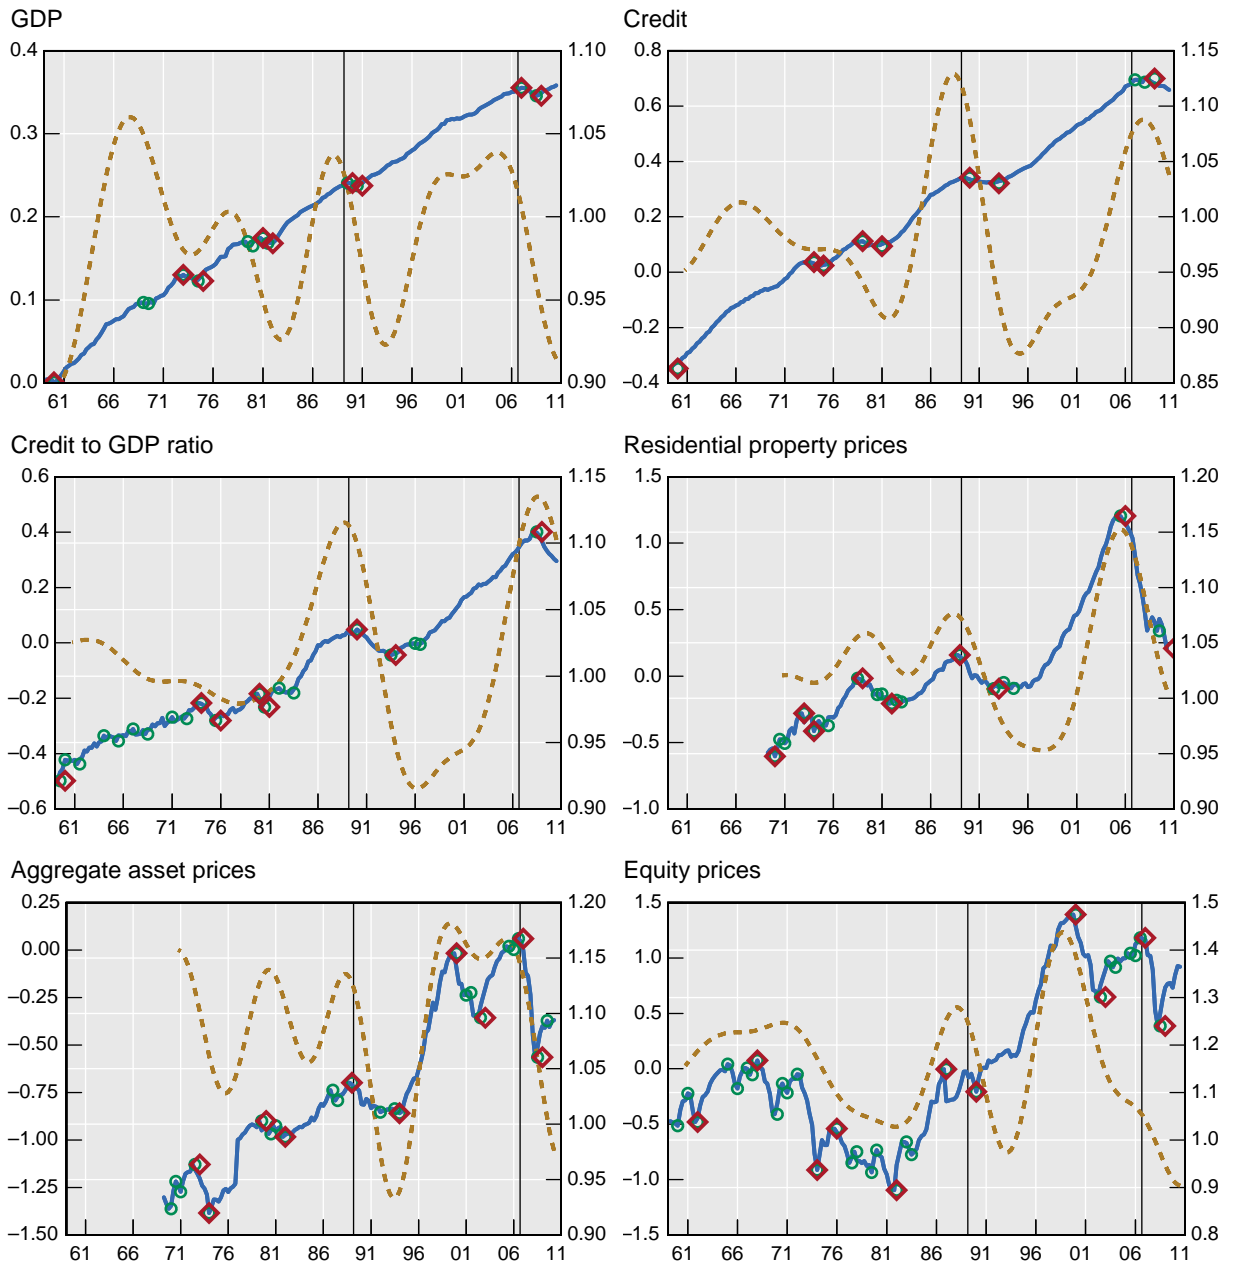 GDP
Credit
0.4 1.10 0.8 1.15
0.6 1.10
0.3 1.05
0.4 1.05
0.2 1.00 0.2 1.00
0.0 0.95
0.1 0.95
−0.2 0.90
0.0 0.90 −0.4 0.85
61 66 71 76 81 86 91 96 01 06 11 61 66 71 76 81 86 91 96 01 06 11
Credit to GDP ratio
Residential property prices
0.6 1.15 1.5 1.20
0.4 1.10 1.0 1.15
0.2 1.10
1.05 0.5
0.0 1.05
1.00 0.0
−0.2 1.00
−0.4 0.95 −0.5 0.95
−0.6 0.90 −1.0 0.90
61 66 71 76 81 86 91 96 01 06 11 61 66 71 76 81 86 91 96 01 06 11
Aggregate asset prices
Equity prices
0.25 1.20 1.5 1.5
0.00 1.15 1.0 1.4
−0.25 1.3
−0.50 1.10 0.5
1.05 0.0 1.2
−0.75 1.1
−1.00 1.00 −0.5 1.0
−1.25 0.95 −1.0 0.9
−1.50 0.90 −1.5 0.8
61 66 71 76 81 86 91 96 01 06 11 61 66 71 76 81 86 91 96 01 06 11